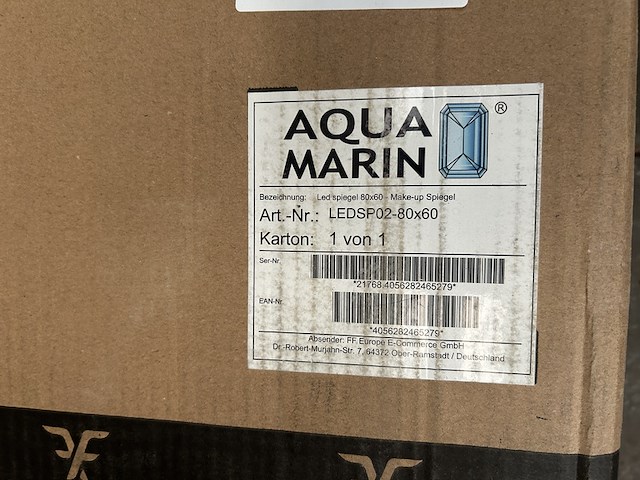 AQUA
MARIN
®
Bezeichnung: Led spiegel 80x60 - Make-up Spiegel
Art.-Nr.: LEDSP02-80x60
Karton: 1 von 1
Ser-Nr.
*21768.4056282465279*
EAN-Nr.
*4056282465279*
Absender: FF Europe E-Commerce GmbH
Dr.-Robert-Murjahn-Str. 7, 64372 Ober-Ramstadt / Deutschland